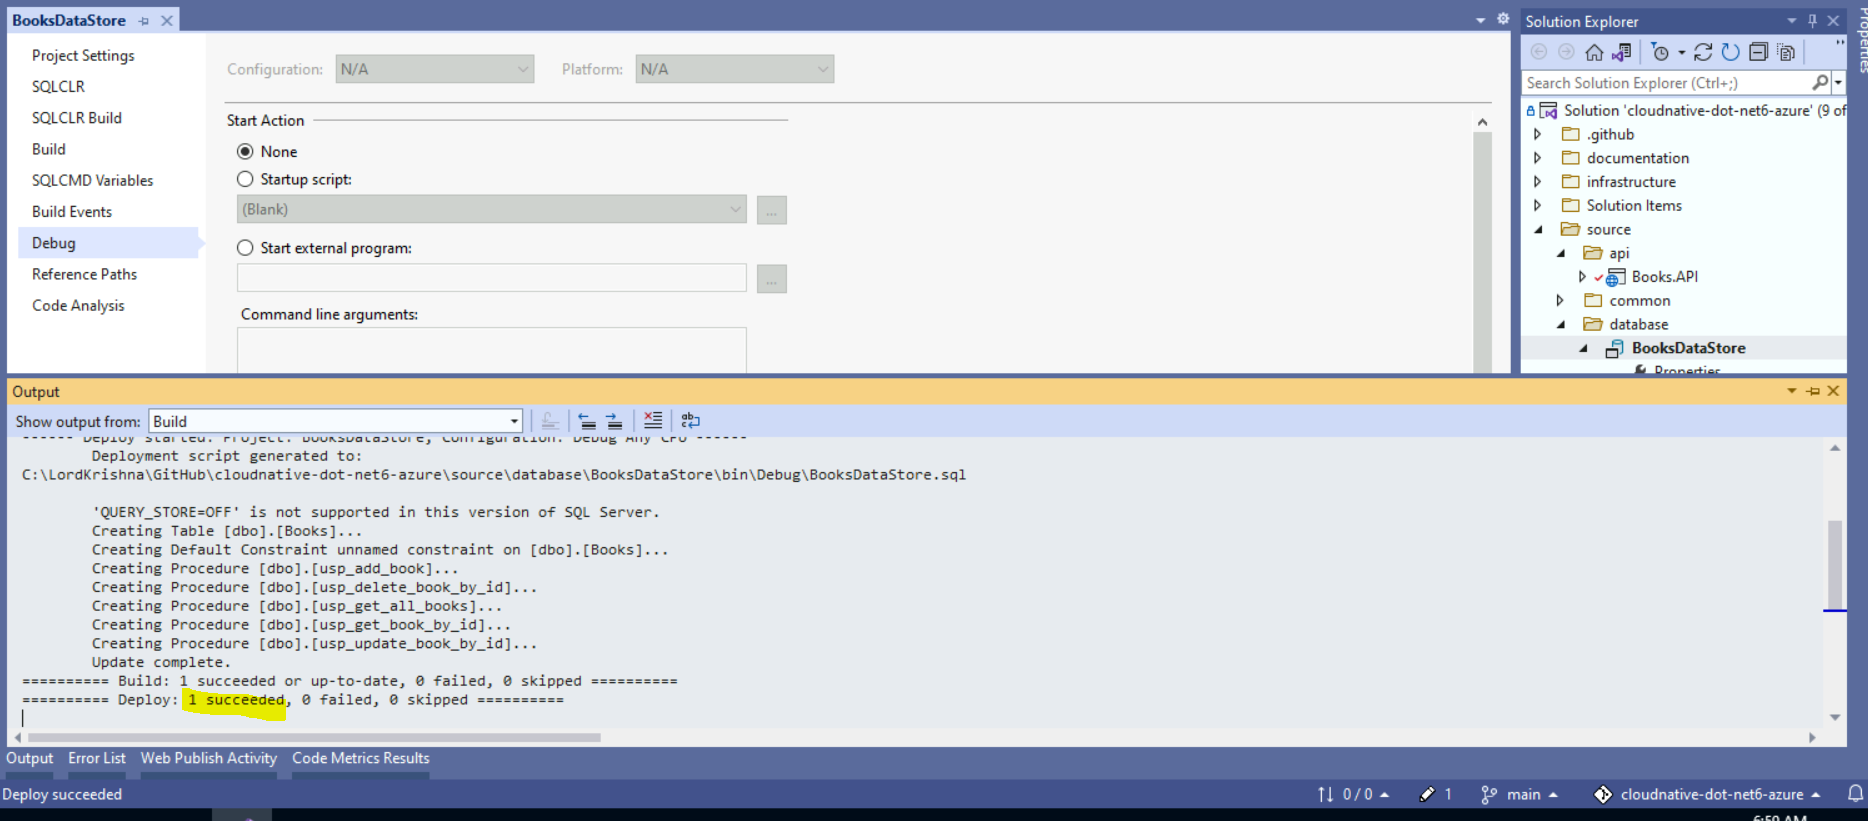 BooksDataStore
Project Settings
SQLCLR
SQLCLR Build
Build
SQLCMD Variables
Build Events
Debug
Reference Paths
Code Analysis
Configuration: N/A Platform: N/A
Start Action
None
Startup script:
(Blank)
...
Start external program:
...
Command line arguments:
Solution Explorer
Search Solution Explorer (Ctrl+;)
Solution 'cloudnative-dot-net6-azure' (9 of
.github
documentation
infrastructure
Solution Items
source
api
Books.API
common
database
BooksDataStore
Properties
Properties
Output
Show output from: Build
------ Deploy started: Project: BooksDataStore, Configuration: Debug Any CPU ------
Deployment script generated to:
C:\LordKrishna\GitHub\cloudnative-dot-net6-azure\source\database\BooksDataStore\bin\Debug\BooksDataStore.sql
'QUERY_STORE=OFF' is not supported in this version of SQL Server.
Creating Table [dbo].[Books]...
Creating Default Constraint unnamed constraint on [dbo].[Books]...
Creating Procedure [dbo].[usp_add_book]...
Creating Procedure [dbo].[usp_delete_book_by_id]...
Creating Procedure [dbo].[usp_get_all_books]...
Creating Procedure [dbo].[usp_get_book_by_id]...
Creating Procedure [dbo].[usp_update_book_by_id]...
Update complete.
========== Build: 1 succeeded or up-to-date, 0 failed, 0 skipped ==========
========== Deploy: 1 succeeded, 0 failed, 0 skipped ==========
Output Error List Web Publish Activity Code Metrics Results
Deploy succeeded 0 / 0 1 main cloudnative-dot-net6-azure
6:59 AM